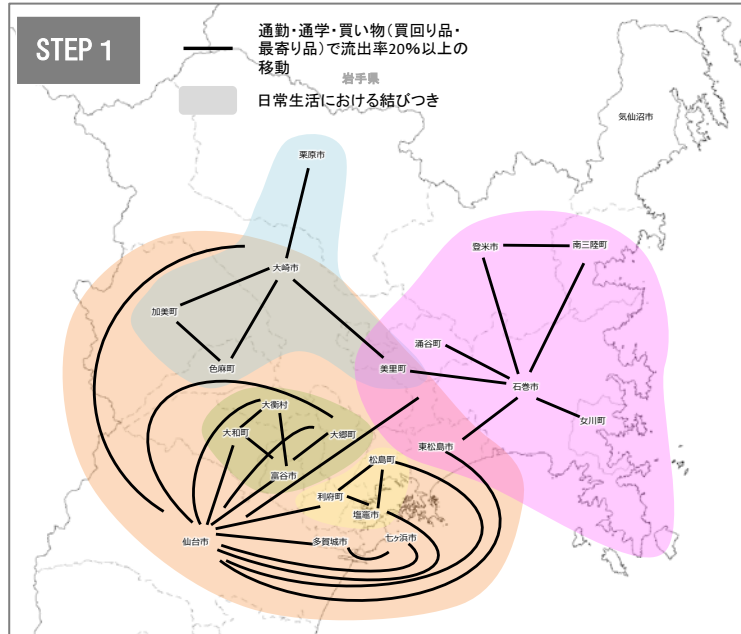 STEP 1
通勤・通学・買い物(買回り品・
最寄り品)で流出率20%以上の
移動
岩手県
日常生活における結びつき
気仙沼市
栗原市
登米市
南三陸町
大崎市
加美町
涌谷町
色麻町
美里町
石巻市
大衡村
女川町
大和町
大郷町
東松島市
松島町
富谷市
利府町
塩竈市
仙台市
多賀城市
七ヶ浜市